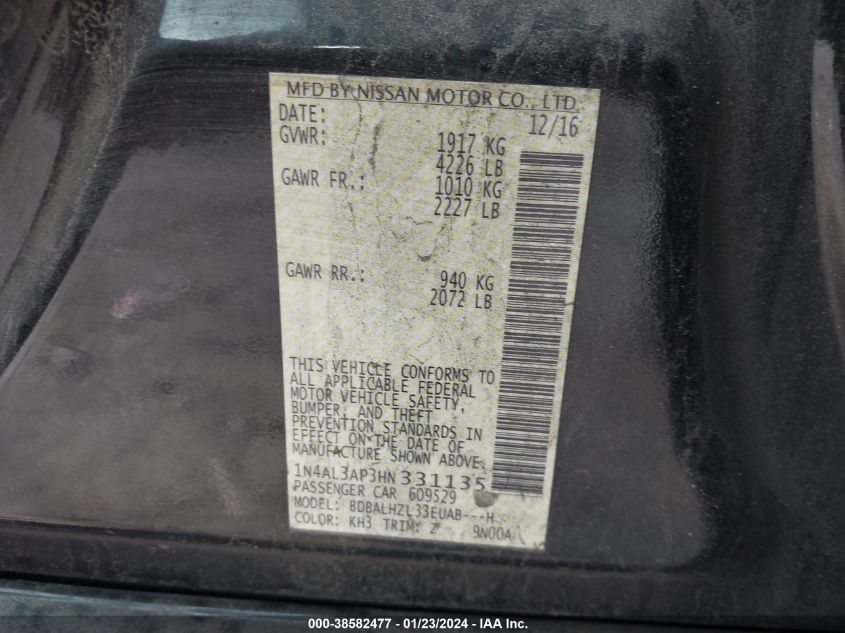 MFD BY NISSAN MOTOR CO., LTD.
DATE: 12/16
GVWR: 1917 KG
4226 LB
GAWR FR.: 1010 KG
2227 LB
GAWR RR.: 940 KG
2072 LB
THIS VEHICLE CONFORMS TO
ALL APPLICABLE FEDERAL
MOTOR VEHICLE SAFETY,
BUMPER, AND THEFT
PREVENTION STANDARDS IN
EFFECT ON THE DATE OF
MANUFACTURE SHOWN ABOVE.
1N4AL3AP3HN331135
PASSENGER CAR 609529
MODEL: BDBALHZL33EUAB---H
COLOR: KH3 TRIM: Z 9N00A
000-38582477 - 01/23/2024 - IAA Inc.